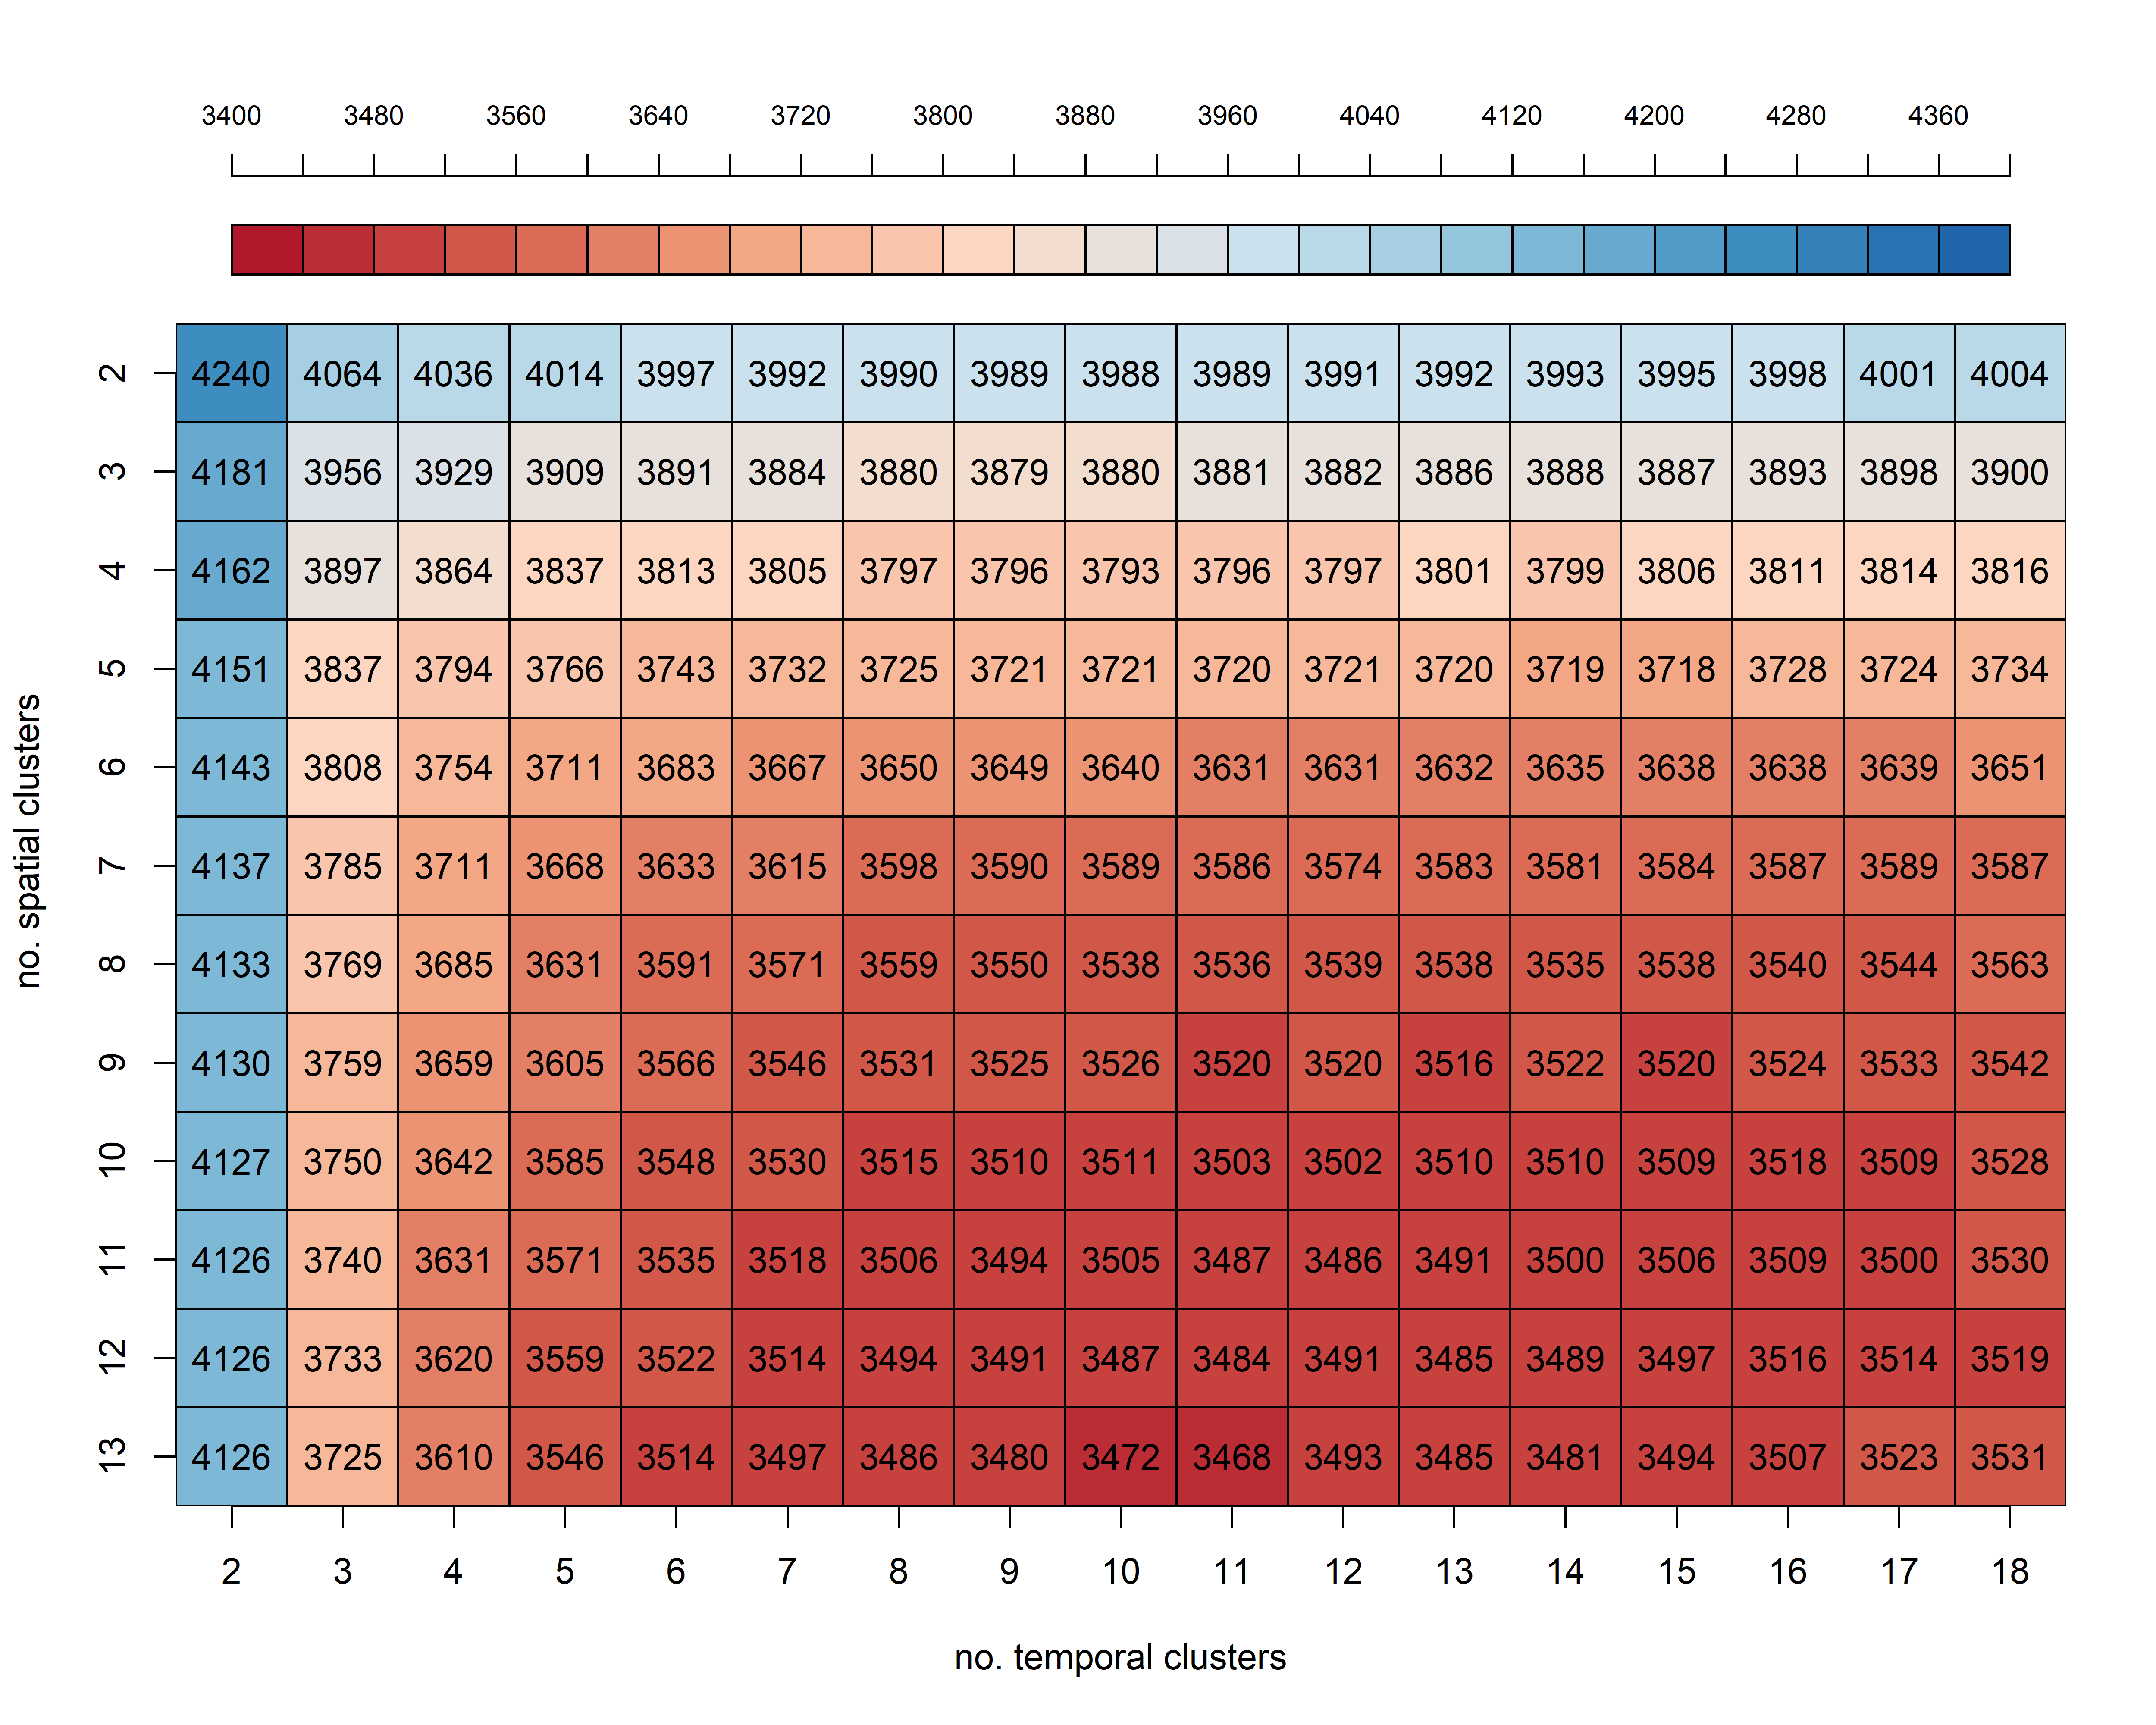 3400 3480 3560 3640 3720 3800 3880 3960 4040 4120 4200 4280 4360
2 4240 4064 4036 4014 3997 3992 3990 3989 3988 3989 3991 3992 3993 3995 3998 4001 4004
3 4181 3956 3929 3909 3891 3884 3880 3879 3880 3881 3882 3886 3888 3887 3893 3898 3900
4 4162 3897 3864 3837 3813 3805 3797 3796 3793 3796 3797 3801 3799 3806 3811 3814 3816
5 4151 3837 3794 3766 3743 3732 3725 3721 3721 3720 3721 3720 3719 3718 3728 3724 3734
6 4143 3808 3754 3711 3683 3667 3650 3649 3640 3631 3631 3632 3635 3638 3638 3639 3651
7 4137 3785 3711 3668 3633 3615 3598 3590 3589 3586 3574 3583 3581 3584 3587 3589 3587
8 4133 3769 3685 3631 3591 3571 3559 3550 3538 3536 3539 3538 3535 3538 3540 3544 3563
9 4130 3759 3659 3605 3566 3546 3531 3525 3526 3520 3520 3516 3522 3520 3524 3533 3542
10 4127 3750 3642 3585 3548 3530 3515 3510 3511 3503 3502 3510 3510 3509 3518 3509 3528
11 4126 3740 3631 3571 3535 3518 3506 3494 3505 3487 3486 3491 3500 3506 3509 3500 3530
12 4126 3733 3620 3559 3522 3514 3494 3491 3487 3484 3491 3485 3489 3497 3516 3514 3519
13 4126 3725 3610 3546 3514 3497 3486 3480 3472 3468 3493 3485 3481 3494 3507 3523 3531
2 3 4 5 6 7 8 9 10 11 12 13 14 15 16 17 18
no. temporal clusters
no. spatial clusters